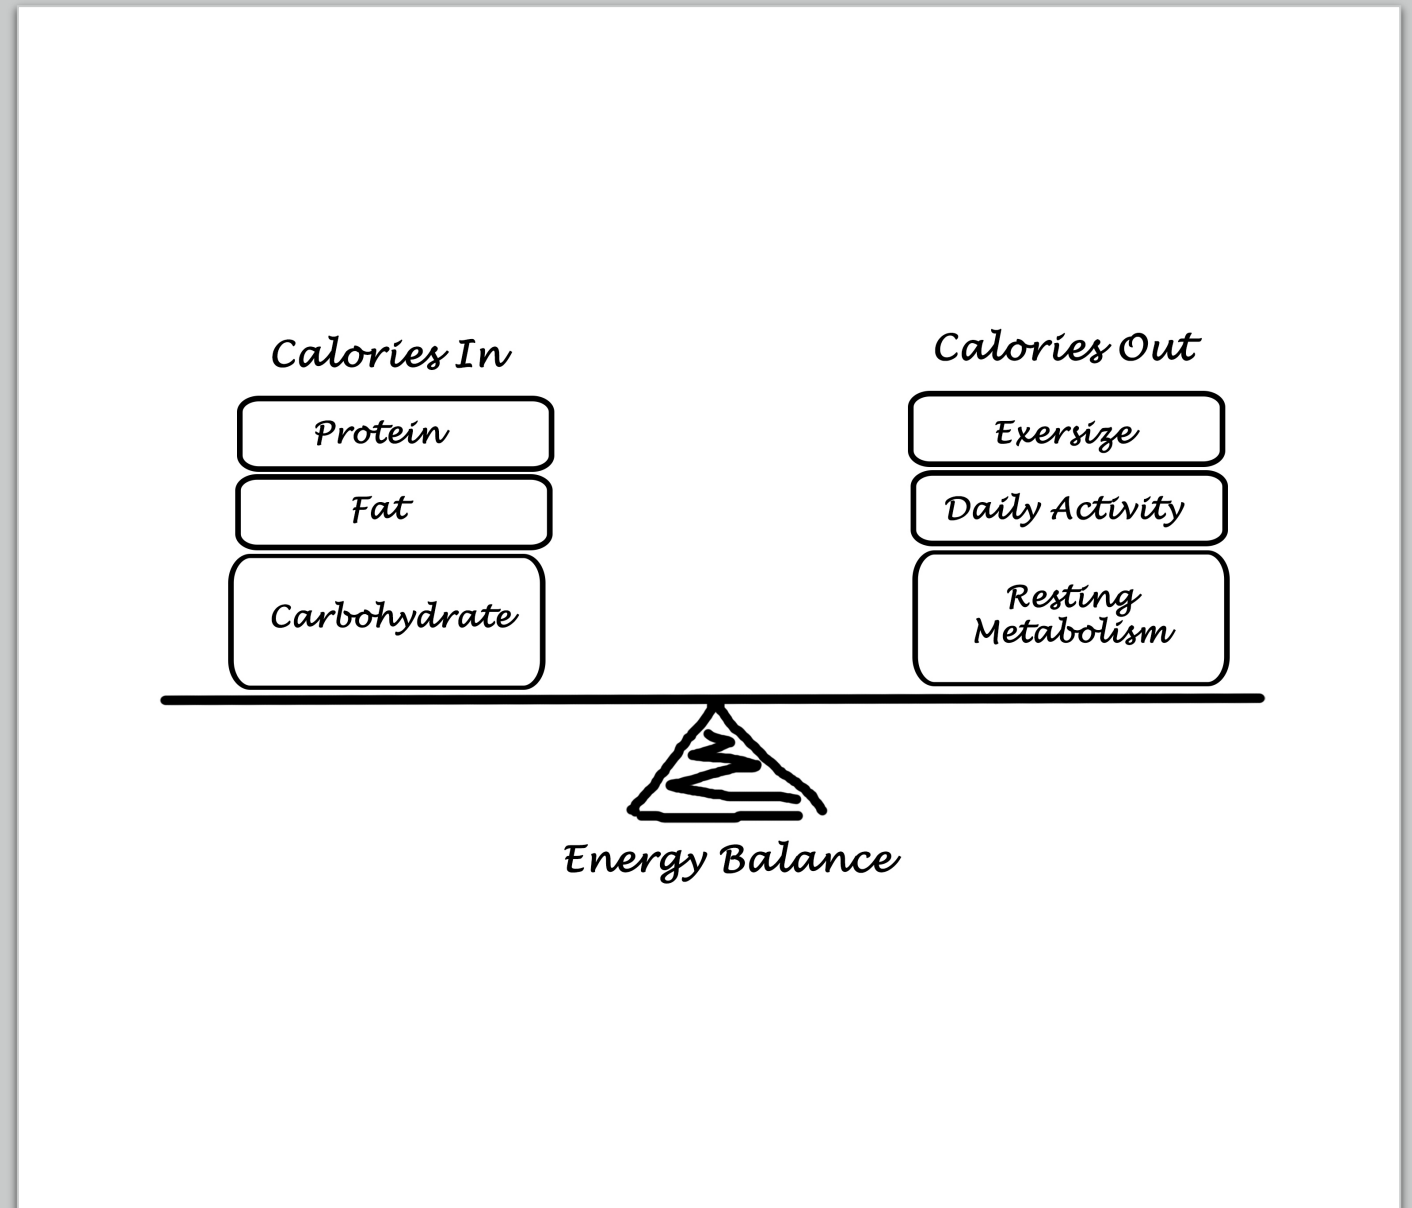 Calories In
Protein
Fat
Carbohydrate
Calories Out
Exersize
Daily Activity
Resting
Metabolism
Energy Balance